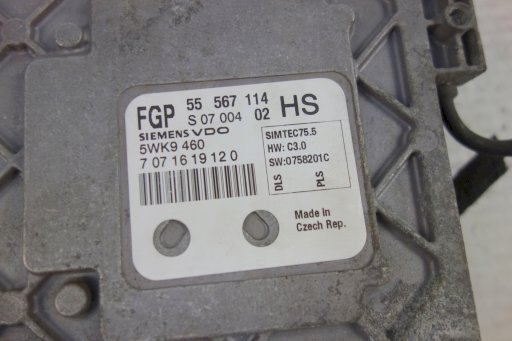 FGP 55 567 114 HS
S 07 004 02
SIEMENS VDO
5WK9 460
7 07 16 19 12 0
SIMTEC75.5
HW: C3.0
SW:0758201C
DLS PLS
Made in
Czech Rep.